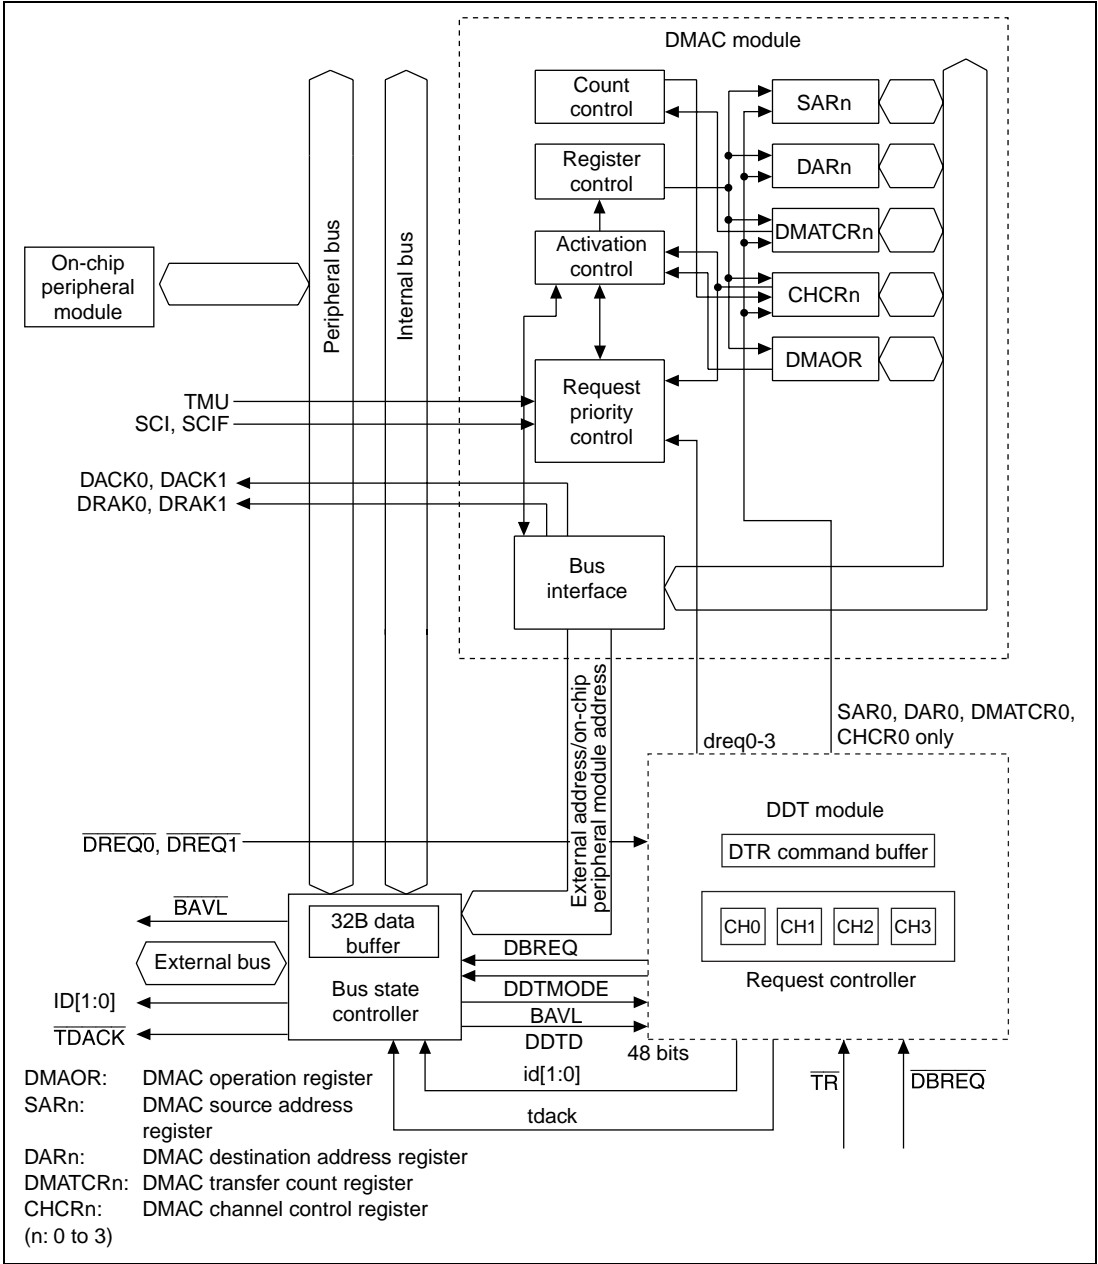 DMAC module
Count
control
SARn
Register
control
DARn
DMATCRn
Activation
control
CHCRn
DMAOR
On-chip
peripheral
module
Peripheral bus
Internal bus
Request
priority
control
TMU
SCI, SCIF
DACK0, DACK1
DRAK0, DRAK1
Bus
interface
External address/on-chip
peripheral module address
dreq0-3
SAR0, DAR0, DMATCR0,
CHCR0 only
DDT module
DTR command buffer
CH0 CH1 CH2 CH3
Request controller
DREQ0, DREQ1
BAVL
32B data
buffer
External bus
Bus state
controller
ID[1:0]
TDACK
DBREQ
DDTMODE
BAVL
DDTD
48 bits
id[1:0]
tdack
TR
DBREQ
DMAOR: DMAC operation register
SARn: DMAC source address
register
DARn: DMAC destination address register
DMATCRn: DMAC transfer count register
CHCRn: DMAC channel control register
(n: 0 to 3)